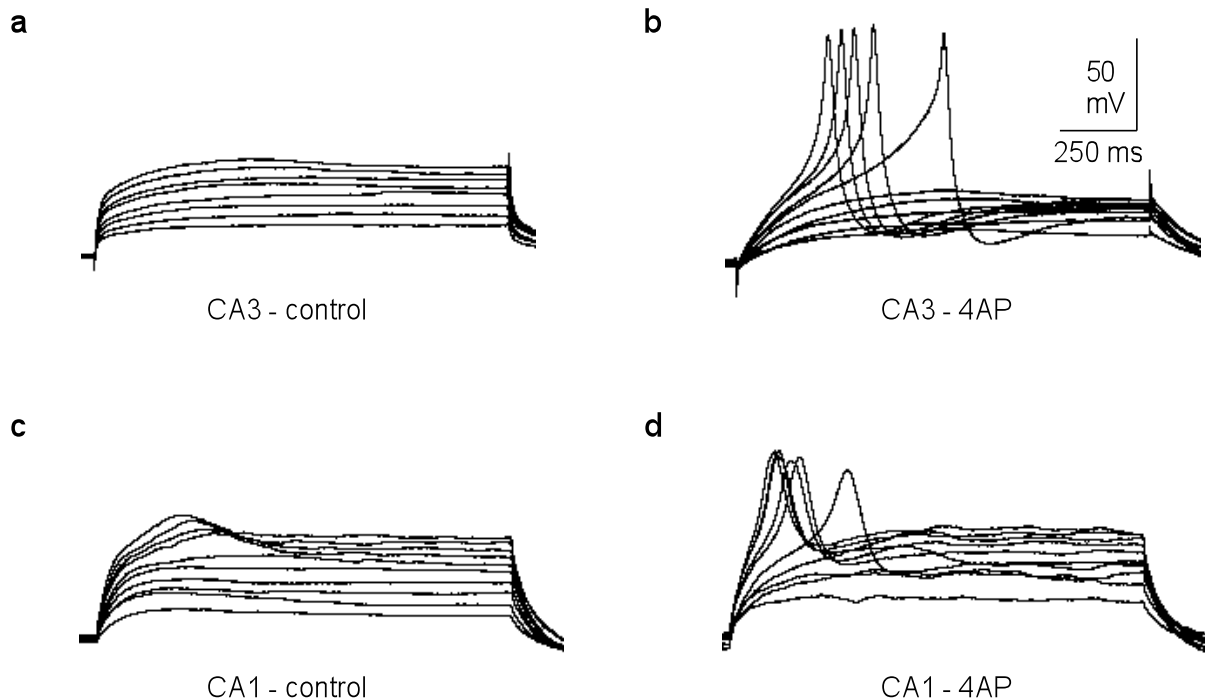 a
b
50
mV
250 ms
CA3 - control
CA3 - 4AP
c
d
CA1 - control
CA1 - 4AP